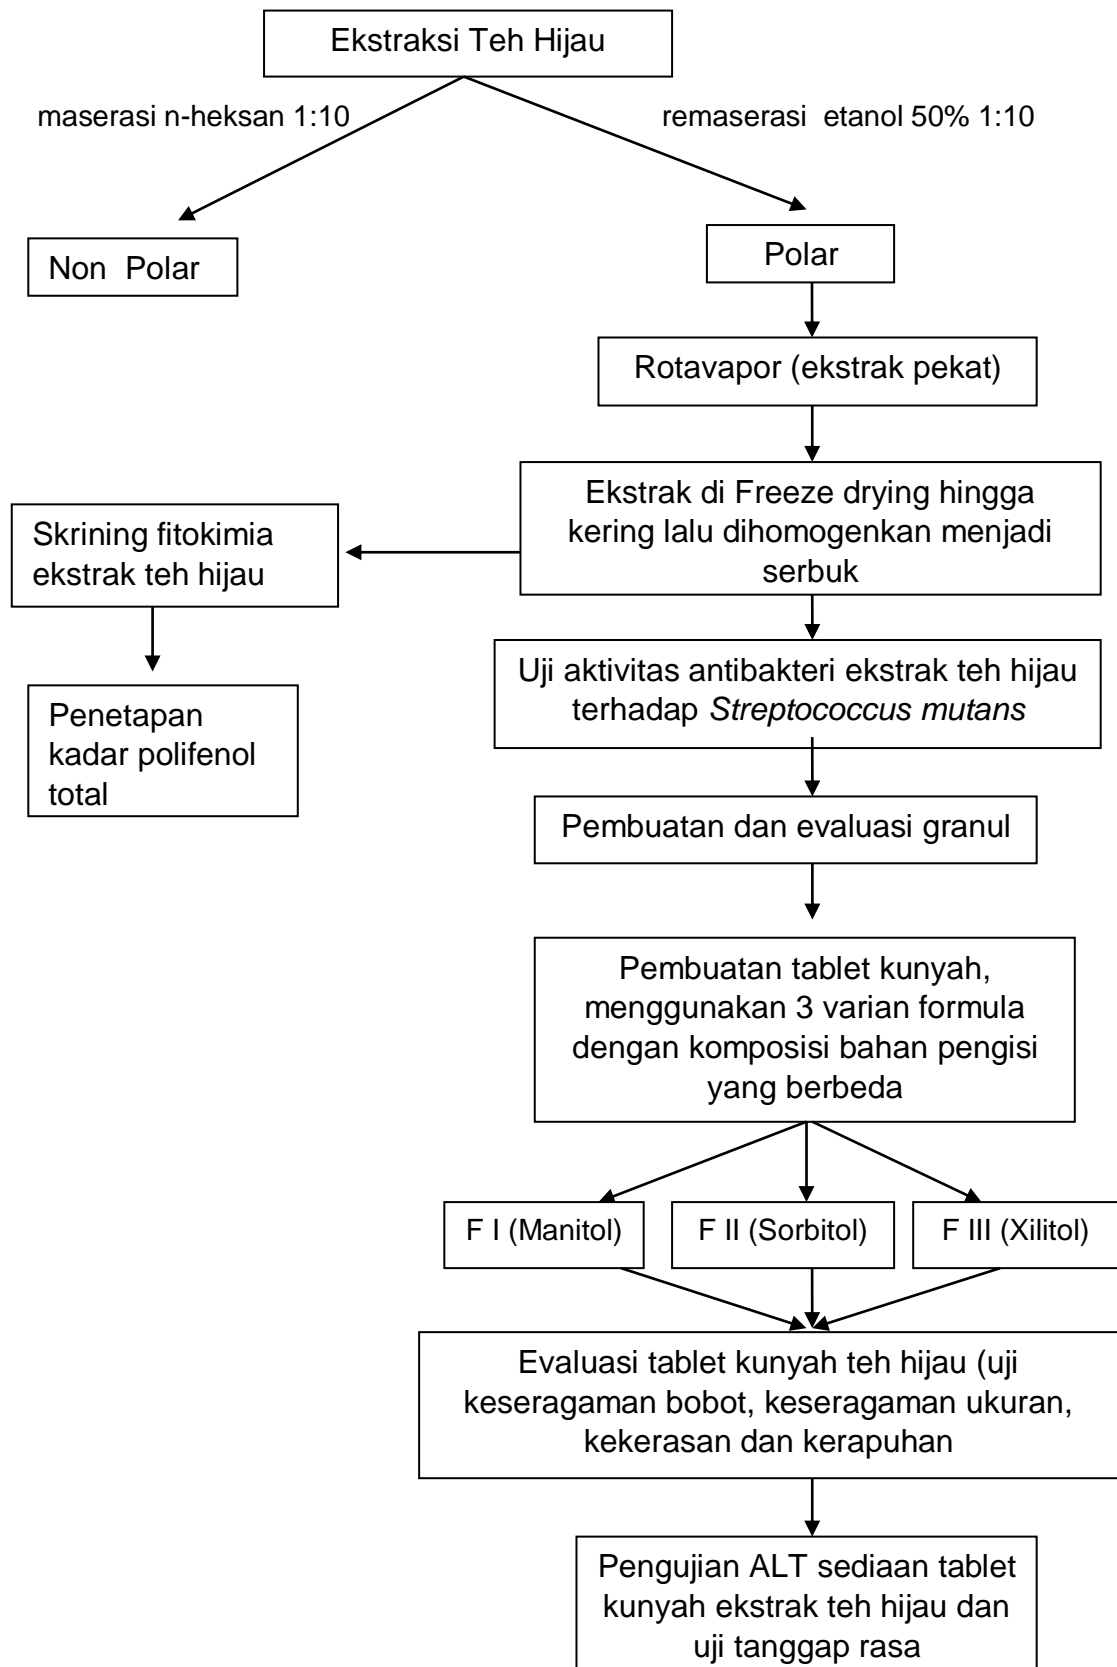 Ekstraksi Teh Hijau
maserasi n-heksan 1:10
remaserasi etanol 50% 1:10
Non Polar
Polar
Rotavapor (ekstrak pekat)
Ekstrak di Freeze drying hingga
kering lalu dihomogenkan menjadi
serbuk
Skrining fitokimia
ekstrak teh hijau
Penetapan
kadar polifenol
total
Uji aktivitas antibakteri ekstrak teh hijau
terhadap Streptococcus mutans
Pembuatan dan evaluasi granul
Pembuatan tablet kunyah,
menggunakan 3 varian formula
dengan komposisi bahan pengisi
yang berbeda
F I (Manitol)
F II (Sorbitol)
F III (Xilitol)
Evaluasi tablet kunyah teh hijau (uji
keseragaman bobot, keseragaman ukuran,
kekerasan dan kerapuhan
Pengujian ALT sediaan tablet
kunyah ekstrak teh hijau dan
uji tanggap rasa